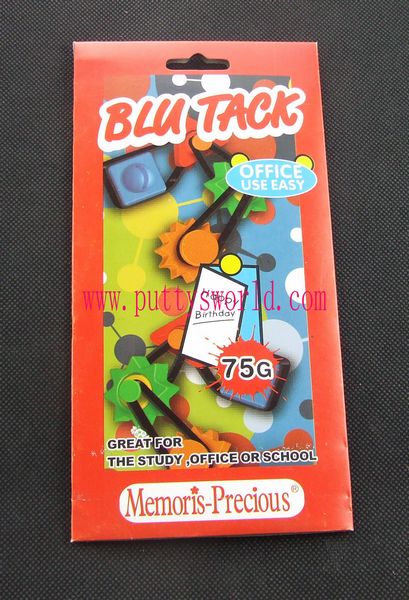 BLU TACK
OFFICE
USE EASY
www.puttysworld.com
Happy
Birthday
75G
GREAT FOR
THE STUDY ,OFFICE OR SCHOOL
Memoris-Precious®